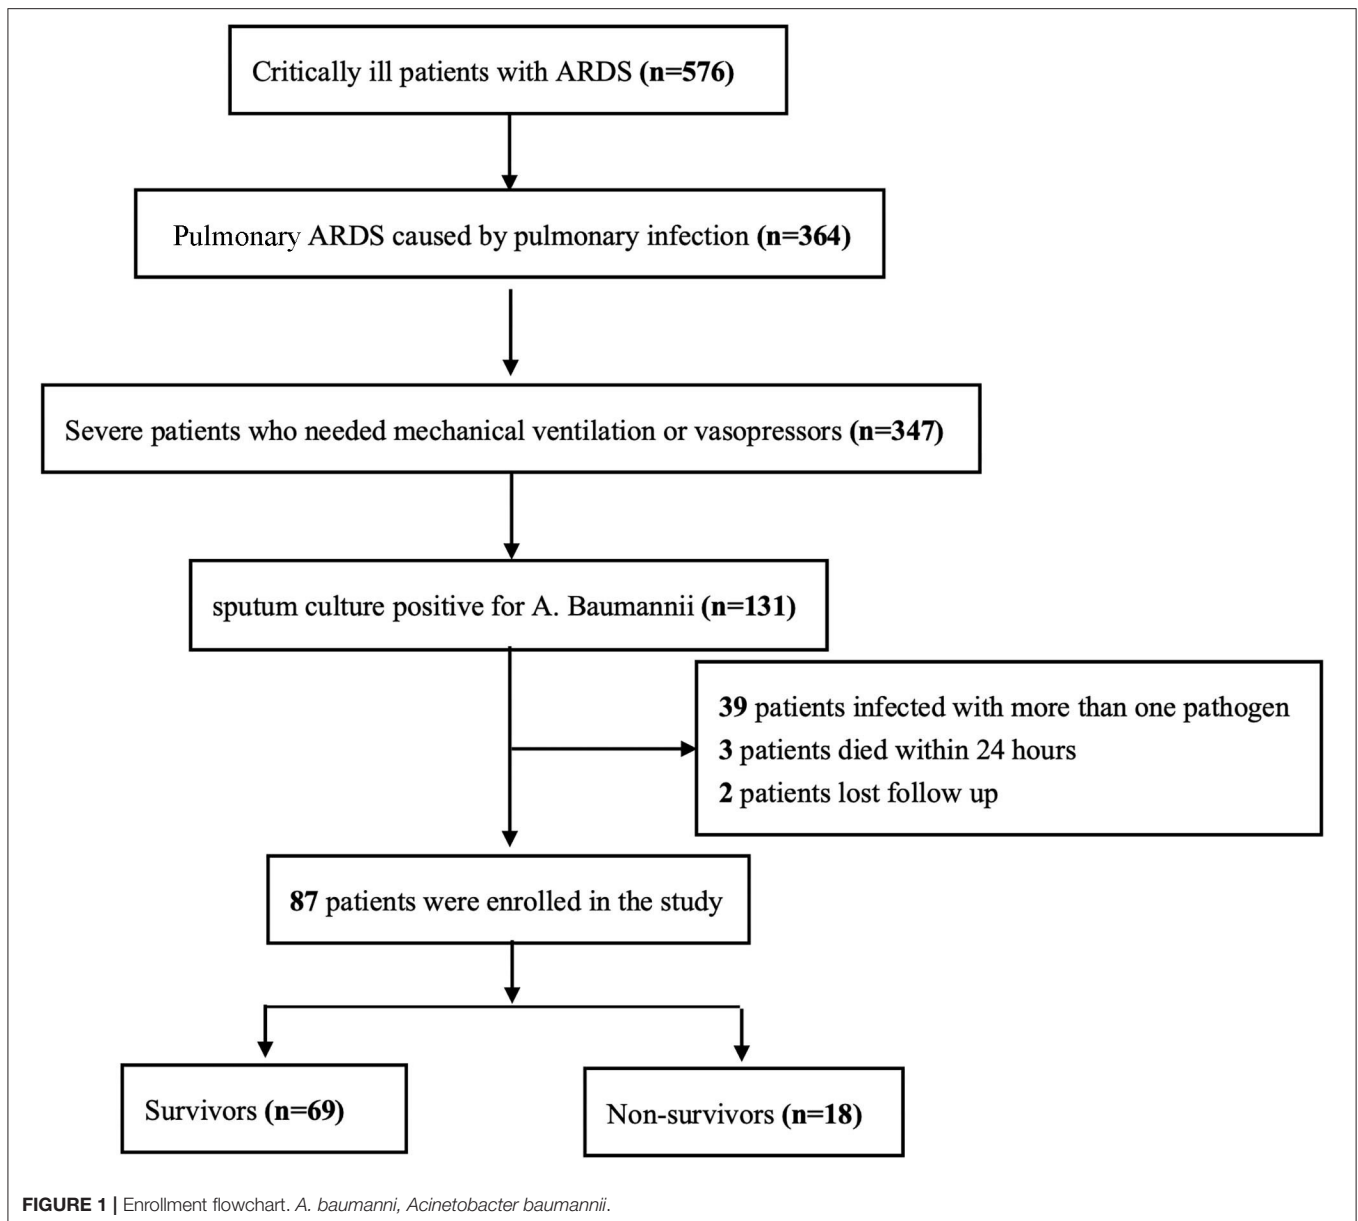 Critically ill patients with ARDS (n=576)
Pulmonary ARDS caused by pulmonary infection (n=364)
Severe patients who needed mechanical ventilation or vasopressors (n=347)
sputum culture positive for A. Baumannii (n=131)
39 patients infected with more than one pathogen
3 patients died within 24 hours
2 patients lost follow up
87 patients were enrolled in the study
Survivors (n=69)
Non-survivors (n=18)
FIGURE 1 | Enrollment flowchart. A. baumanni, Acinetobacter baumannii.